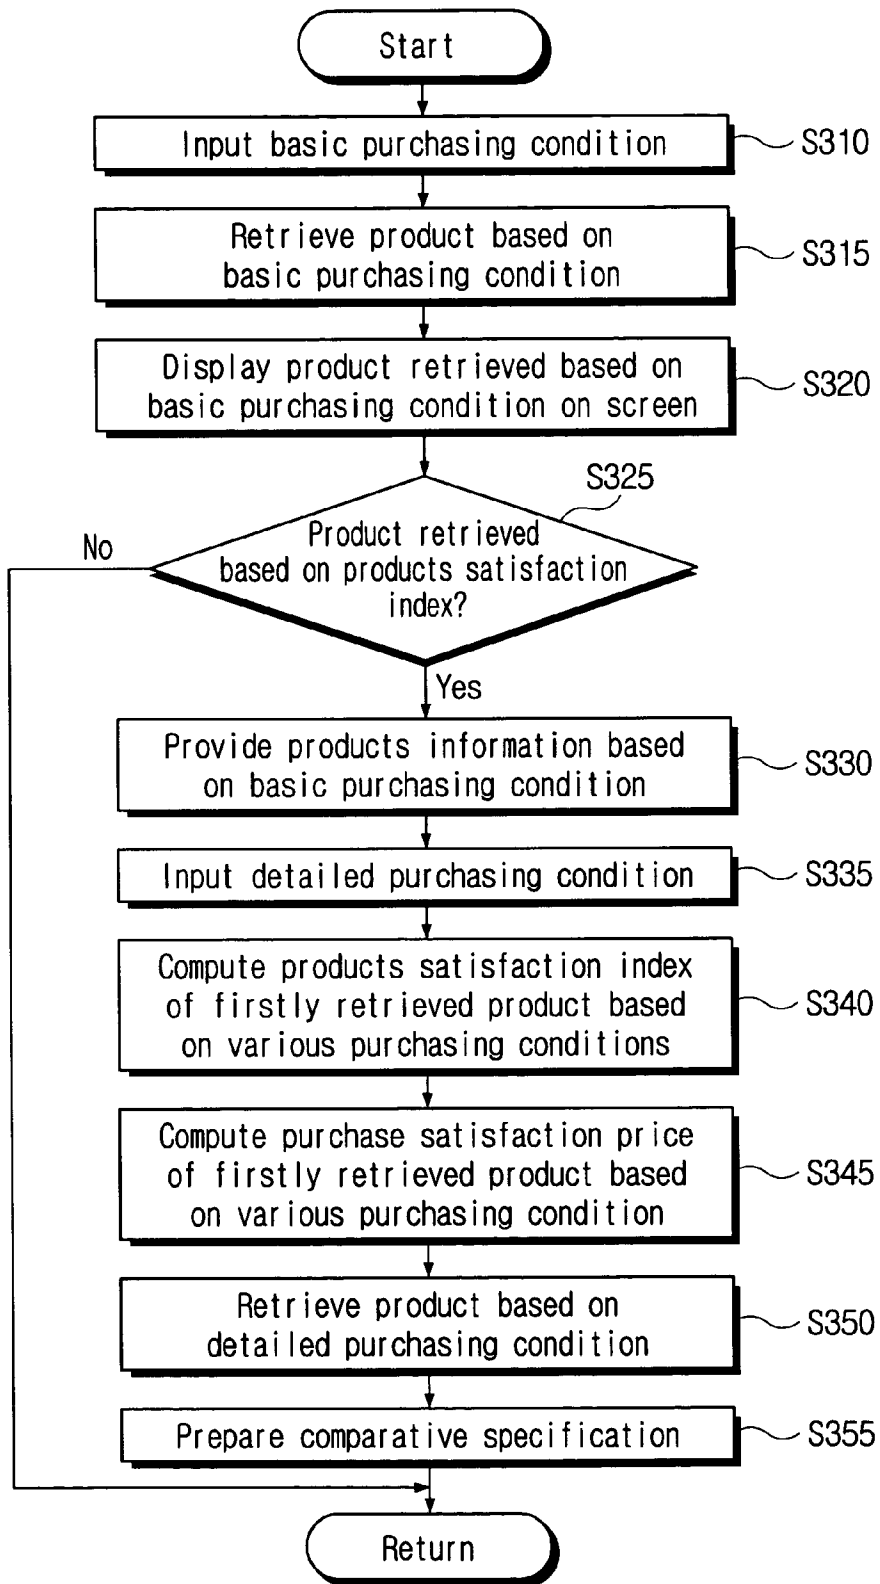 Start
Input basic purchasing condition
S310
Retrieve product based on
basic purchasing condition
S315
Display product retrieved based on
basic purchasing condition on screen
S320
S325
Product retrieved
based on products satisfaction
index?
No
Yes
Provide products information based
on basic purchasing condition
S330
Input detailed purchasing condition
S335
Compute products satisfaction index
of firstly retrieved product based
on various purchasing conditions
S340
Compute purchase satisfaction price
of firstly retrieved product based
on various purchasing condition
S345
Retrieve product based on
detailed purchasing condition
S350
Prepare comparative specification
S355
Return